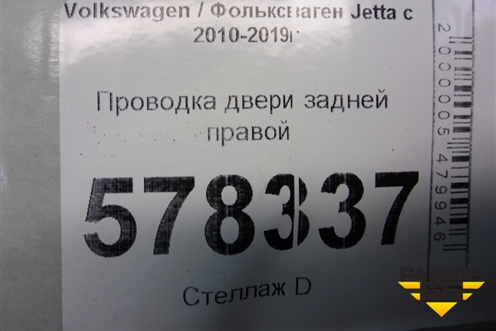 Volkswagen / Фольксваген Jetta с
2010-2019г
Проводка двери задней
правой
578337
Стеллаж D
2000005479946